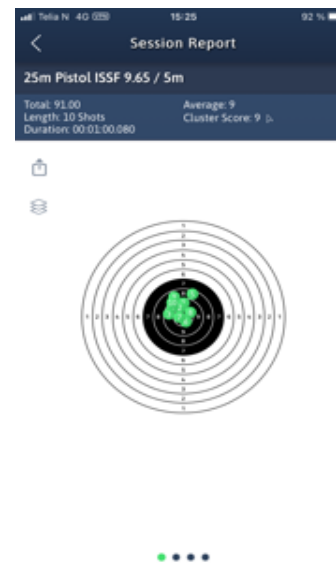 Telia N 4G 15:25 92 %
Session Report
25m Pistol ISSF 9.65 / 5m
Total: 91.00 Average: 9
Length: 10 Shots Cluster Score: 9
Duration: 00:01:00.080